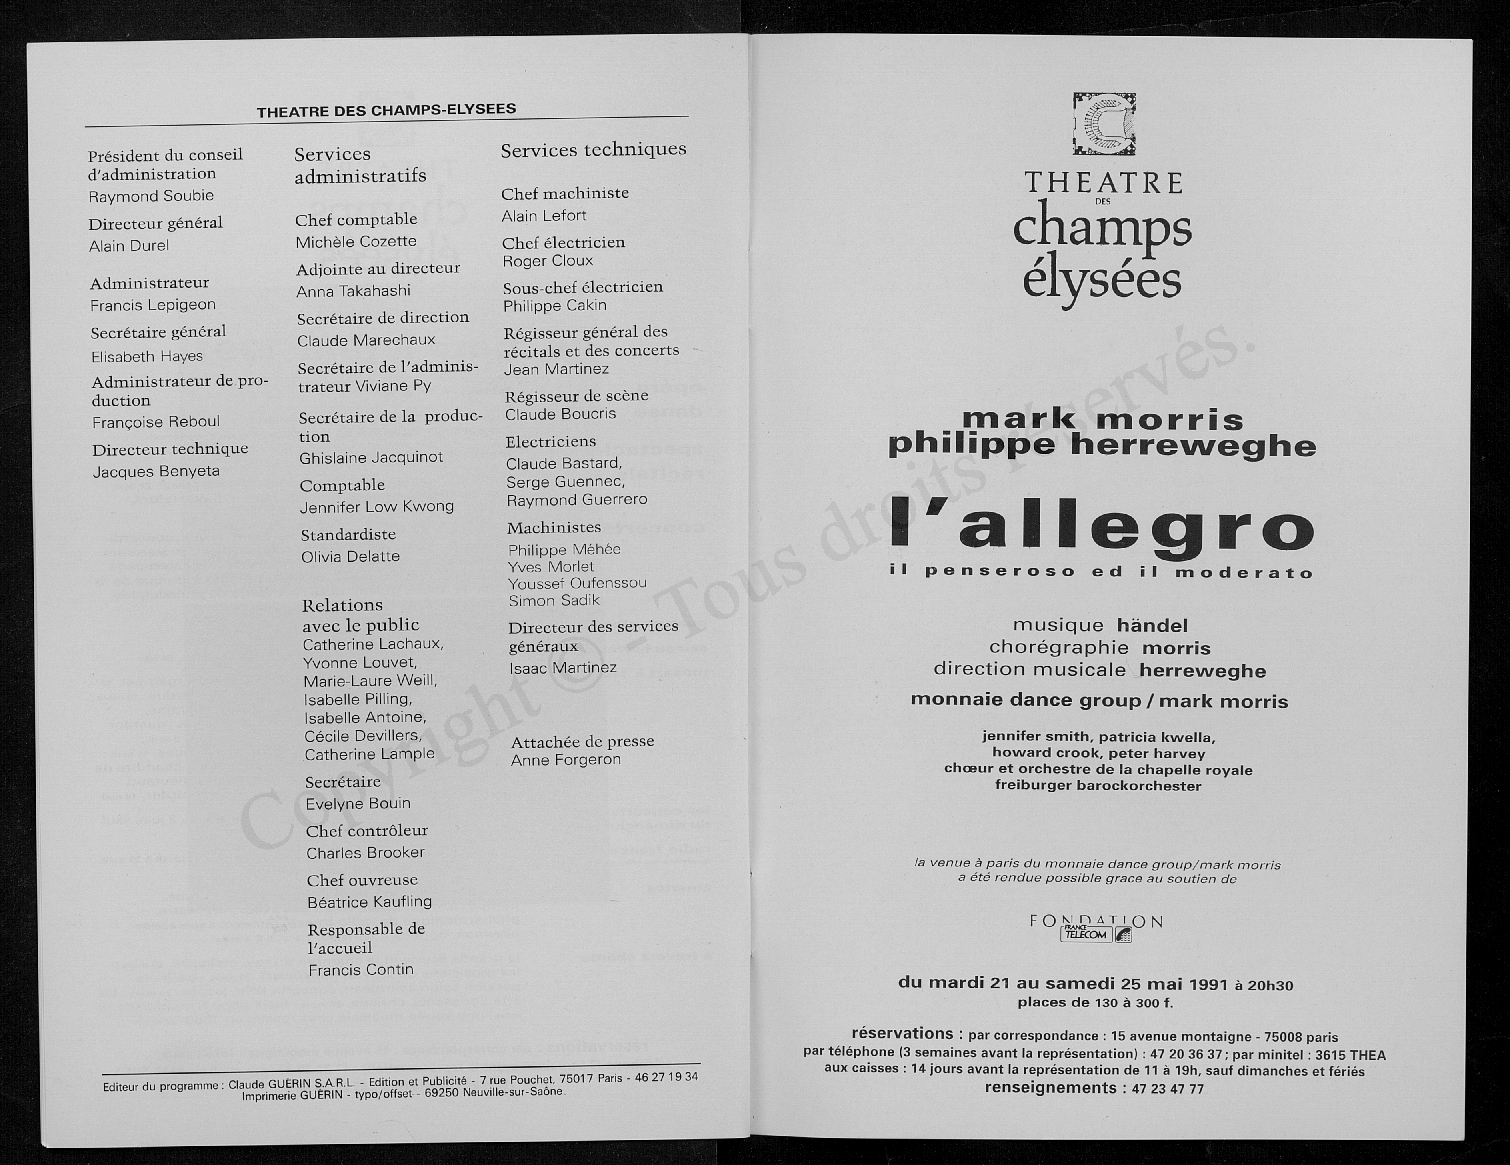 THEATRE DES CHAMPS-ELYSEES
Président du conseil
d'administration
Raymond Soubie
Directeur général
Alain Durel
Administrateur
Francis Lepigeon
Secrétaire général
Elisabeth Hayes
Administrateur de pro-
duction
Françoise Reboul
Directeur technique
Jacques Benyeta
Services
administratifs
Chef comptable
Michèle Cozette
Adjointe au directeur
Anna Takahashi
Secrétaire de direction
Claude Marechaux
Secrétaire de l'adminis-
trateur Viviane Py
Secrétaire de la produc-
tion
Ghislaine Jacquinot
Comptable
Jennifer Low Kwong
Standardiste
Olivia Delatte
Relations
avec le public
Catherine Lachaux,
Yvonne Louvet,
Marie-Laure Weill,
Isabelle Pilling,
Isabelle Antoine,
Cécile Devillers,
Catherine Lample
Secrétaire
Evelyne Bouin
Chef contrôleur
Charles Brooker
Chef ouvreuse
Béatrice Kaufling
Responsable de
l'accueil
Francis Contin
Services techniques
Chef machiniste
Alain Lefort
Chef électricien
Roger Cloux
Sous-chef électricien
Philippe Cakin
Régisseur général des
récitals et des concerts
Jean Martinez
Régisseur de scène
Claude Boucris
Electriciens
Claude Bastard,
Serge Guennec,
Raymond Guerrero
Machinistes
Philippe Méhée
Yves Morlet
Youssef Oufenssou
Simon Sadik
Directeur des services
généraux
Isaac Martinez
Attachée de presse
Anne Forgeron
Editeur du programme : Claude GUÉRIN S.A.R.L. - Edition et Publicité - 7 rue Pouchet, 75017 Paris - 46 27 19 34
Imprimerie GUÉRIN - typo/offset - 69250 Neuville-sur-Saône.
THEATRE
DES
champs
élysées
mark morris
philippe herreweghe
l'allegro
il penseroso ed il moderato
musique händel
chorégraphie morris
direction musicale herreweghe
monnaie dance group / mark morris
jennifer smith, patricia kwella,
howard crook, peter harvey
chœur et orchestre de la chapelle royale
freiburger barockorchester
la venue à paris du monnaie dance group/mark morris
a été rendue possible grace au soutien de
FONDATION
FRANCE
TELECOM
du mardi 21 au samedi 25 mai 1991 à 20h30
places de 130 à 300 f.
réservations : par correspondance : 15 avenue montaigne - 75008 paris
par téléphone (3 semaines avant la représentation) : 47 20 36 37 ; par minitel : 3615 THEA
aux caisses : 14 jours avant la représentation de 11 à 19h, sauf dimanches et fériés
renseignements : 47 23 47 77
Copyright © - Tous droits réservés.